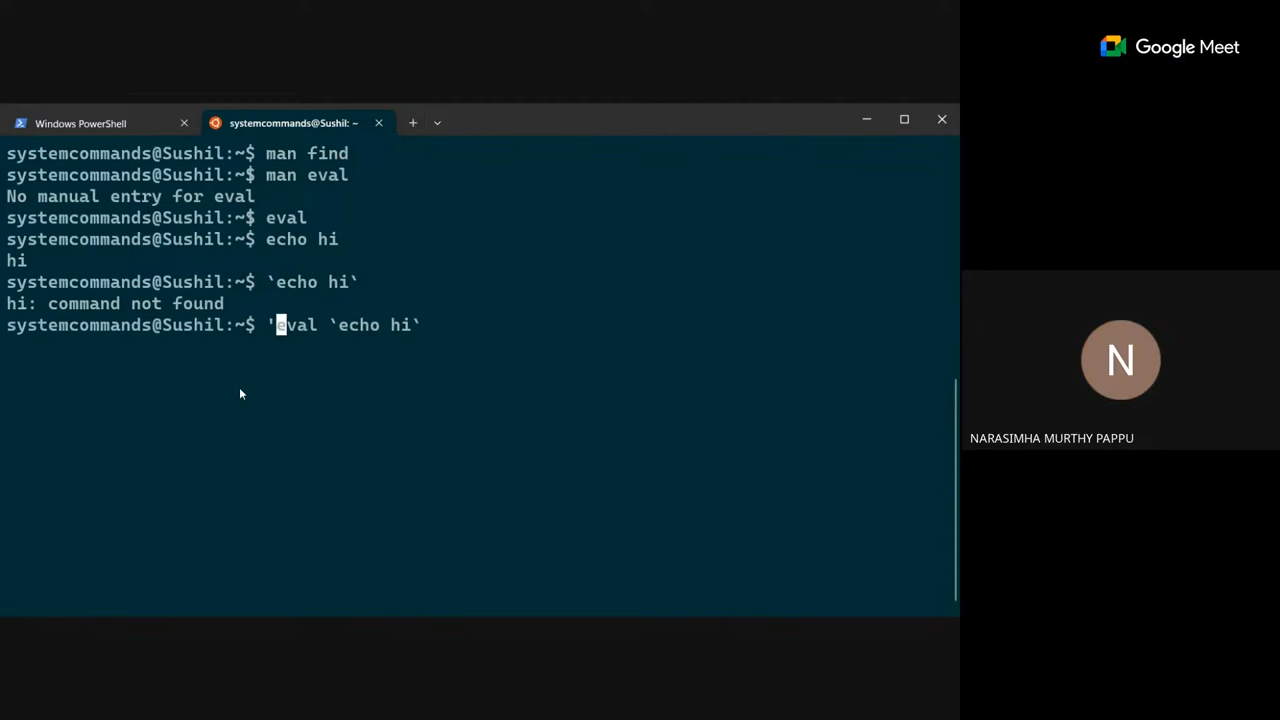 Google Meet
Windows PowerShell
systemcommands@Sushil: ~
systemcommands@Sushil:~$ man find
systemcommands@Sushil:~$ man eval
No manual entry for eval
systemcommands@Sushil:~$ eval
systemcommands@Sushil:~$ echo hi
hi
systemcommands@Sushil:~$ `echo hi`
hi: command not found
systemcommands@Sushil:~$ 'eval `echo hi`
N
NARASIMHA MURTHY PAPPU